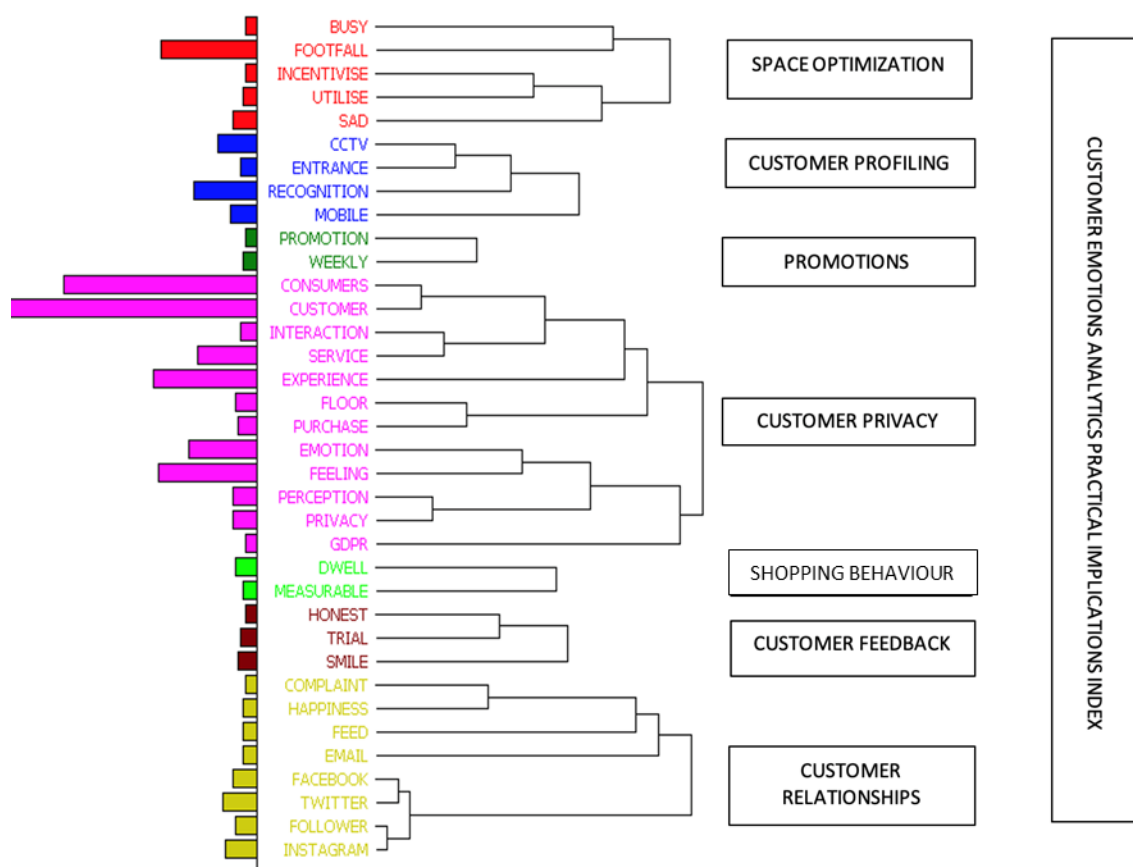 BUSY
FOOTFALL
INCENTIVISE
UTILISE
SAD
CCTV
ENTRANCE
RECOGNITION
MOBILE
PROMOTION
WEEKLY
CONSUMERS
CUSTOMER
INTERACTION
SERVICE
EXPERIENCE
FLOOR
PURCHASE
EMOTION
FEELING
PERCEPTION
PRIVACY
GDPR
DWELL
MEASURABLE
HONEST
TRIAL
SMILE
COMPLAINT
HAPPINESS
FEED
EMAIL
FACEBOOK
TWITTER
FOLLOWER
INSTAGRAM
SPACE OPTIMIZATION
CUSTOMER PROFILING
PROMOTIONS
CUSTOMER PRIVACY
SHOPPING BEHAVIOUR
CUSTOMER FEEDBACK
CUSTOMER
RELATIONSHIPS
CUSTOMER EMOTIONS ANALYTICS PRACTICAL IMPLICATIONS INDEX